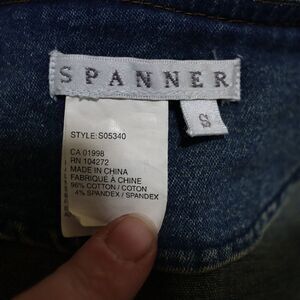 SPANNER
S
STYLE: S05340
CA 01998
RN 104272
MADE IN CHINA
FABRIQUÉ À CHINE
96% COTTON / COTON
4% SPANDEX / SPANDEX